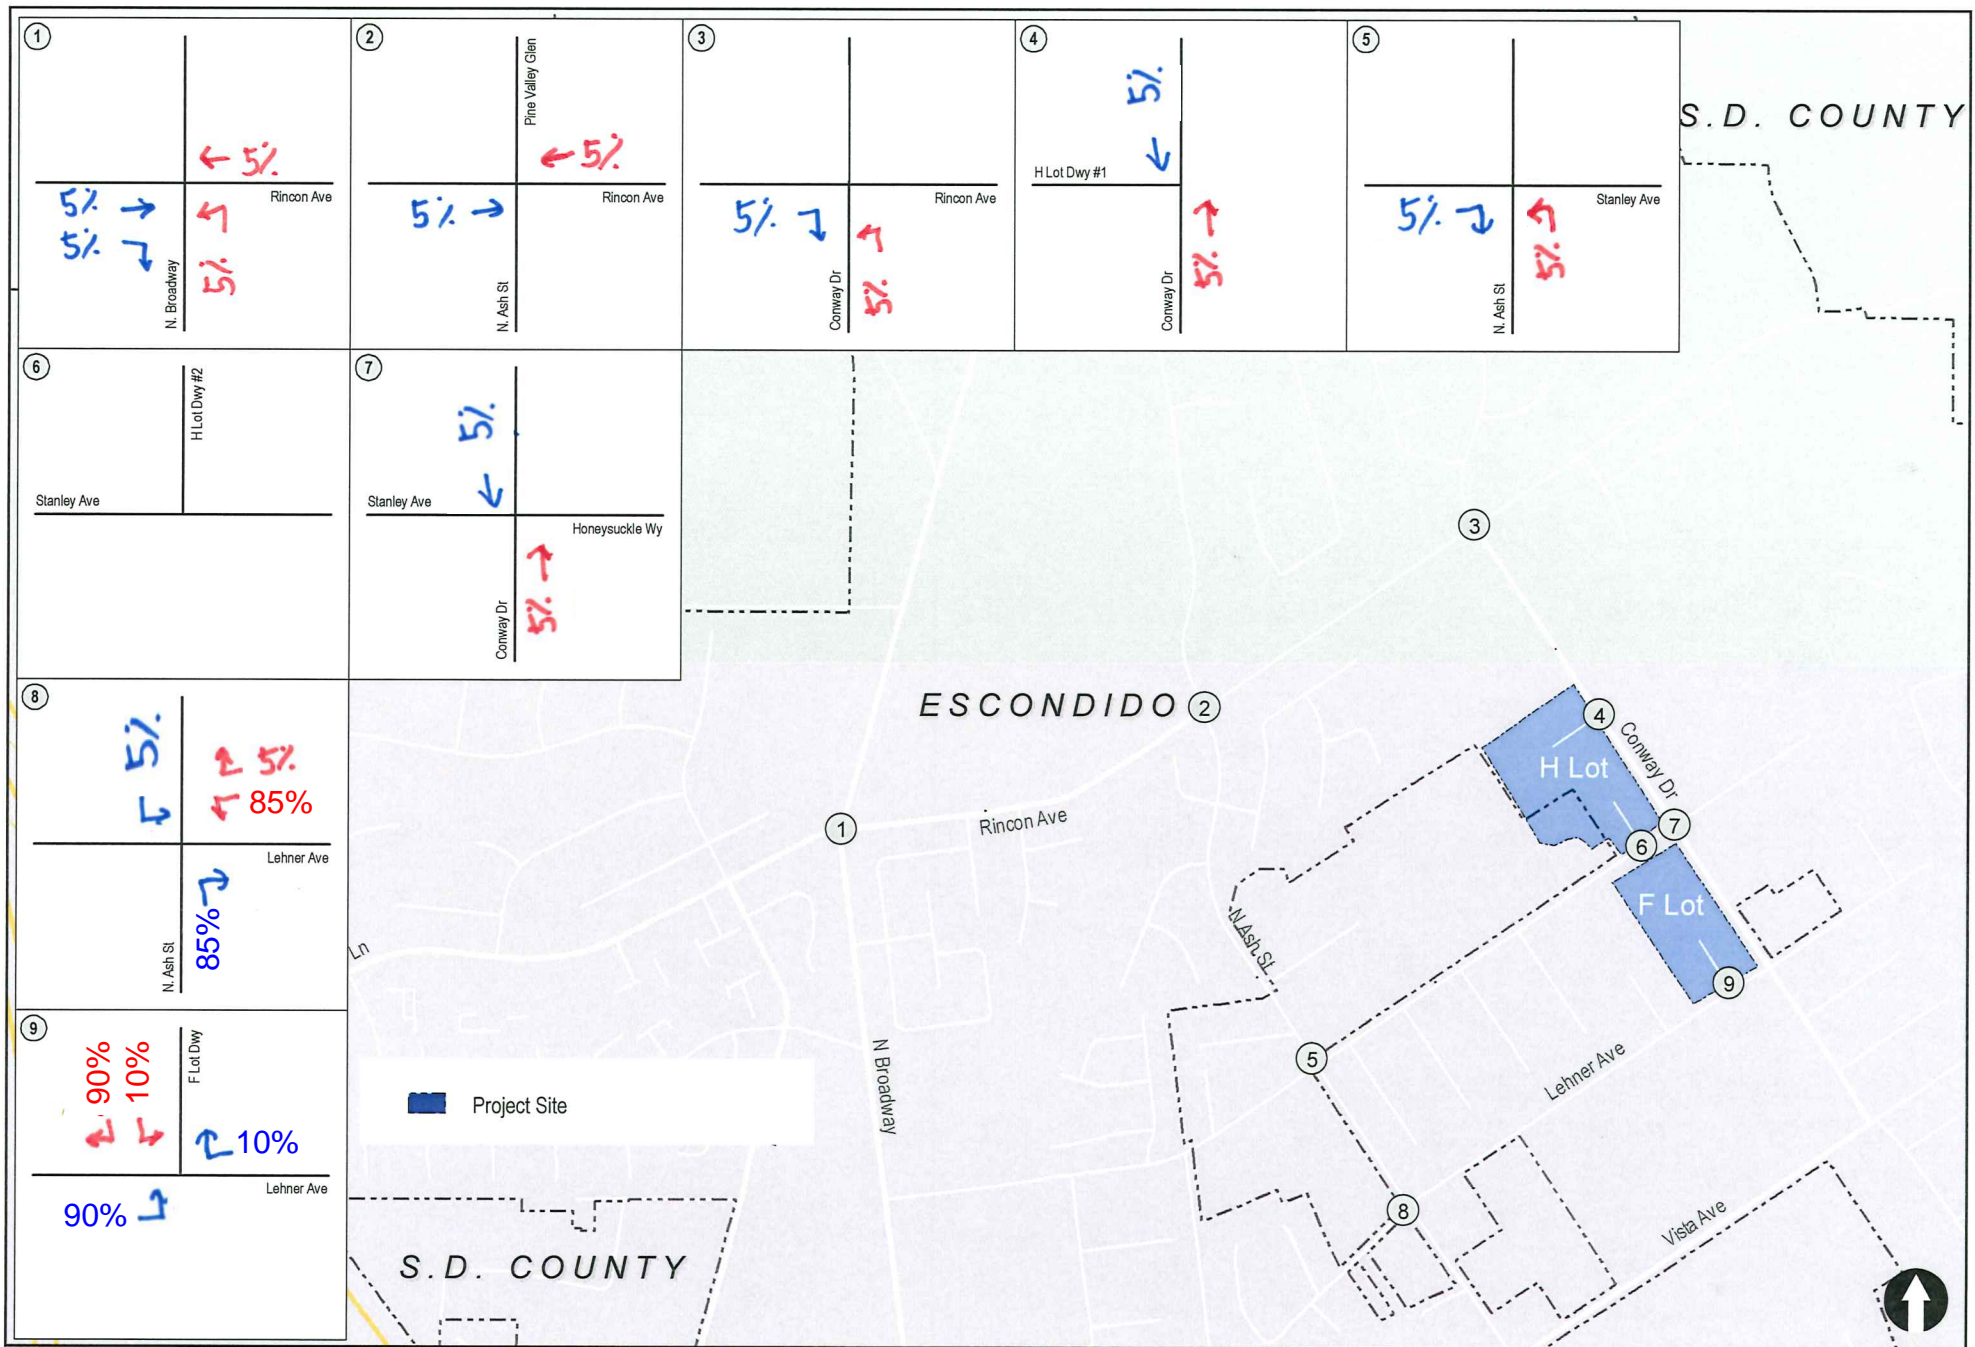 1
N. Broadway
Rincon Ave
← 5%
5% →
5%
5%
2
Pine Valley Glen
N. Ash St
Rincon Ave
← 5%
5% →
3
Conway Dr
Rincon Ave
5%
5%
4
H Lot Dwy #1
Conway Dr
5%
5%
5
N. Ash St
Stanley Ave
5%
5%
6
H Lot Dwy #2
Stanley Ave
7
Stanley Ave
Honeysuckle Wy
Conway Dr
5%
5%
8
5%
5%
85%
Lehner Ave
N. Ash St
85%
9
90%
10%
F Lot Dwy
10%
Lehner Ave
90%
S.D. COUNTY
3
ESCONDIDO
2
4
Conway Dr
H Lot
1
Rincon Ave
7
6
F Lot
N Ash St
Ln
9
5
N Broadway
Lehner Ave
Project Site
8
Vista Ave
S.D. COUNTY